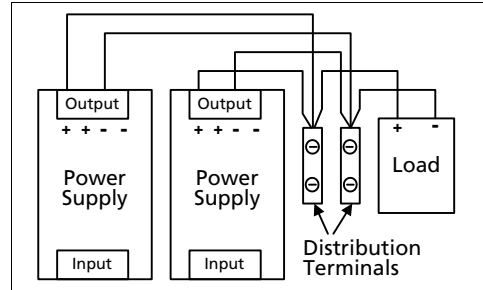 Output
+ + - -
Power
Supply
Input
Output
+ + - -
Power
Supply
Input
+ -
Load
Distribution
Terminals